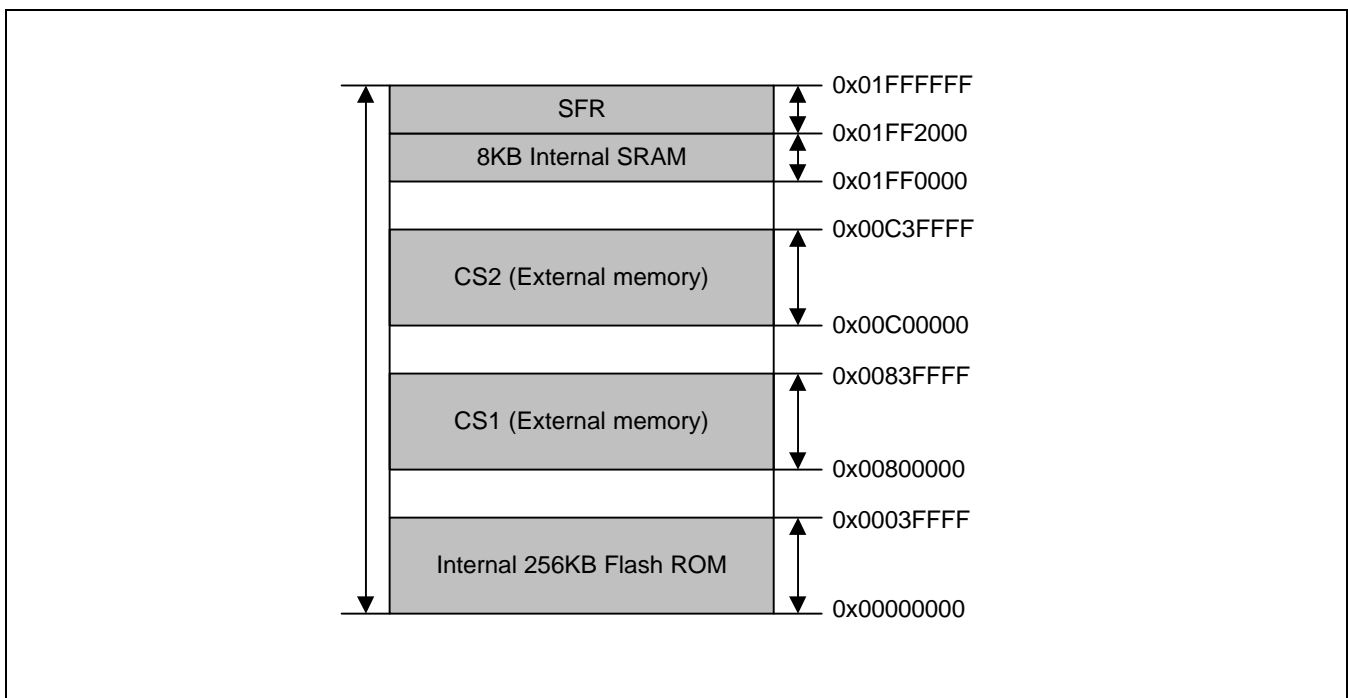 0x01FFFFFF
SFR
0x01FF2000
8KB Internal SRAM
0x01FF0000
0x00C3FFFF
CS2 (External memory)
0x00C00000
0x0083FFFF
CS1 (External memory)
0x00800000
0x0003FFFF
Internal 256KB Flash ROM
0x00000000